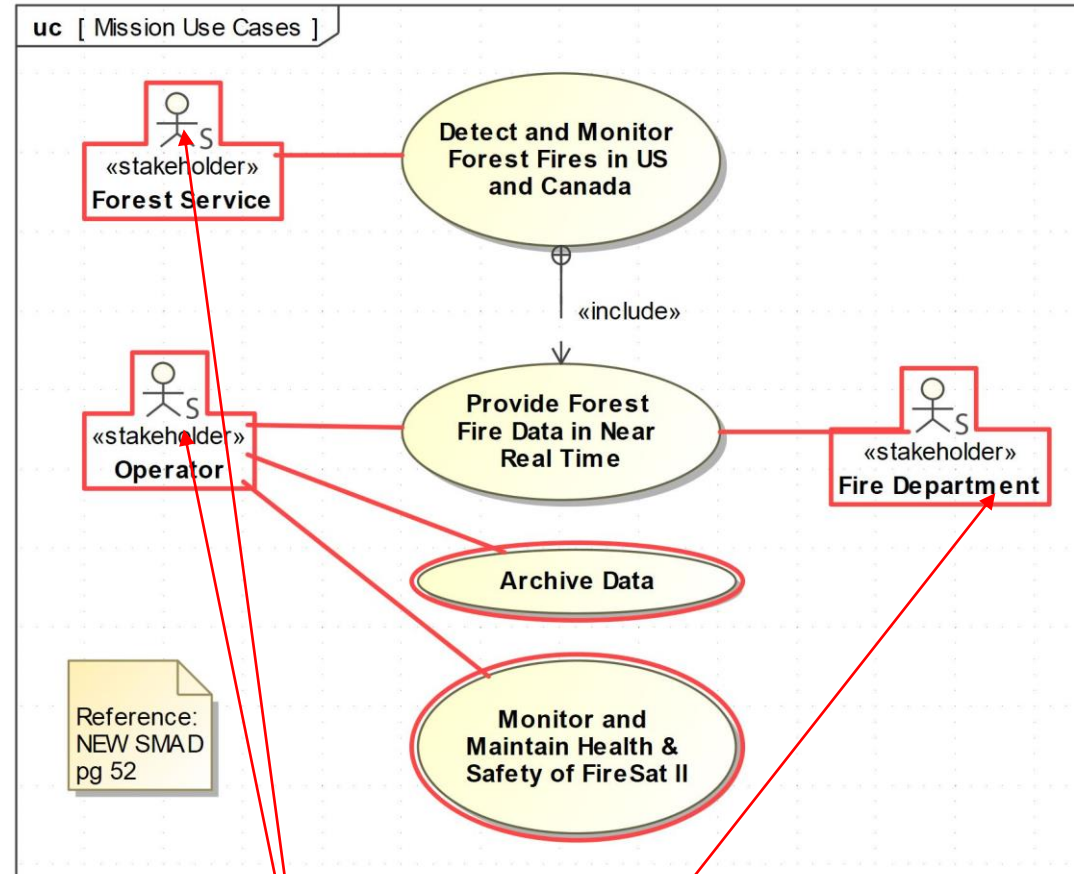 uc [ Mission Use Cases ]
S
«stakeholder»
Forest Service
Detect and Monitor
Forest Fires in US
and Canada
«include»
S
«stakeholder»
Operator
Provide Forest
Fire Data in Near
Real Time
S
«stakeholder»
Fire Department
Archive Data
Reference:
NEW SMAD
pg 52
Monitor and
Maintain Health &
Safety of FireSat II